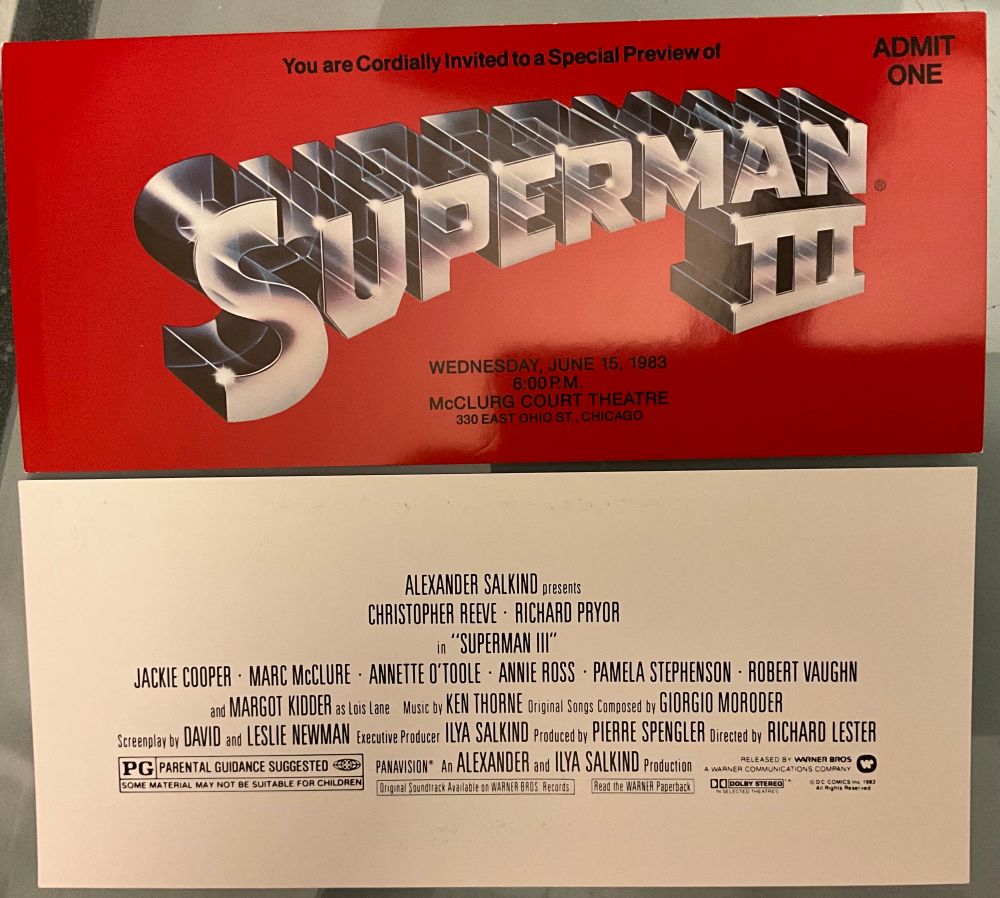 You are Cordially Invited to a Special Preview of
ADMIT
ONE
SUPERMAN
III
®
WEDNESDAY, JUNE 15, 1983
6:00 P.M.
McCLURG COURT THEATRE
330 EAST OHIO ST., CHICAGO
ALEXANDER SALKIND presents
CHRISTOPHER REEVE · RICHARD PRYOR
in "SUPERMAN III"
JACKIE COOPER · MARC McCLURE · ANNETTE O'TOOLE · ANNIE ROSS · PAMELA STEPHENSON · ROBERT VAUGHN
and MARGOT KIDDER as Lois Lane Music by KEN THORNE Original Songs Composed by GIORGIO MORODER
Screenplay by DAVID and LESLIE NEWMAN Executive Producer ILYA SALKIND Produced by PIERRE SPENGLER Directed by RICHARD LESTER
PG PARENTAL GUIDANCE SUGGESTED
SOME MATERIAL MAY NOT BE SUITABLE FOR CHILDREN
PANAVISION® An ALEXANDER and ILYA SALKIND Production
Original Soundtrack Available on WARNER BROS. Records
Read the WARNER Paperback
RELEASED BY WARNER BROS
A WARNER COMMUNICATIONS COMPANY
DOLBY STEREO ™
IN SELECTED THEATRES
© DC COMICS Inc 1983
All Rights Reserved